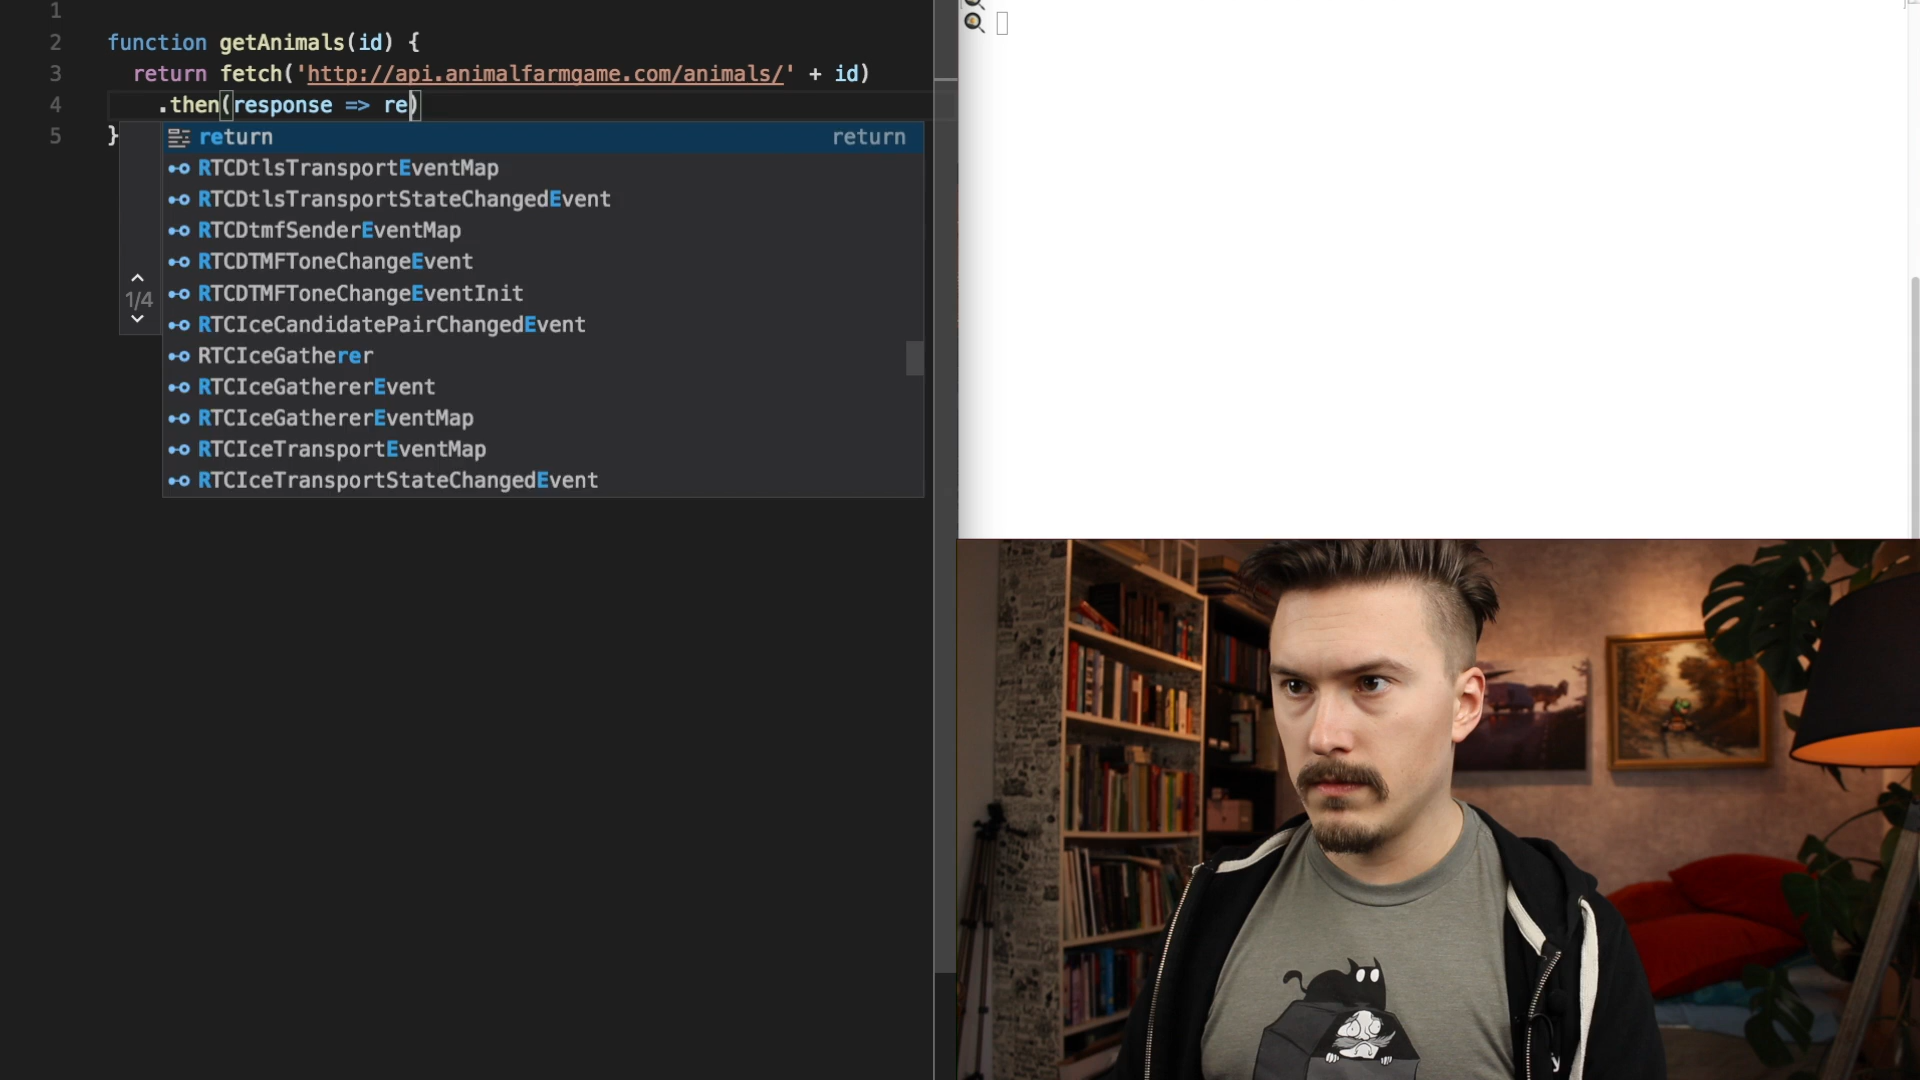 1
2 function getAnimals(id) {
3 return fetch('http://api.animalfarmgame.com/animals/' + id)
4 .then(response => re)
5 }
return return
RTCDtlsTransportEventMap
RTCDtlsTransportStateChangedEvent
RTCDtmfSenderEventMap
RTCDTMFToneChangeEvent
RTCDTMFToneChangeEventInit
1/4
RTCIceCandidatePairChangedEvent
RTCIceGatherer
RTCIceGathererEvent
RTCIceGathererEventMap
RTCIceTransportEventMap
RTCIceTransportStateChangedEvent